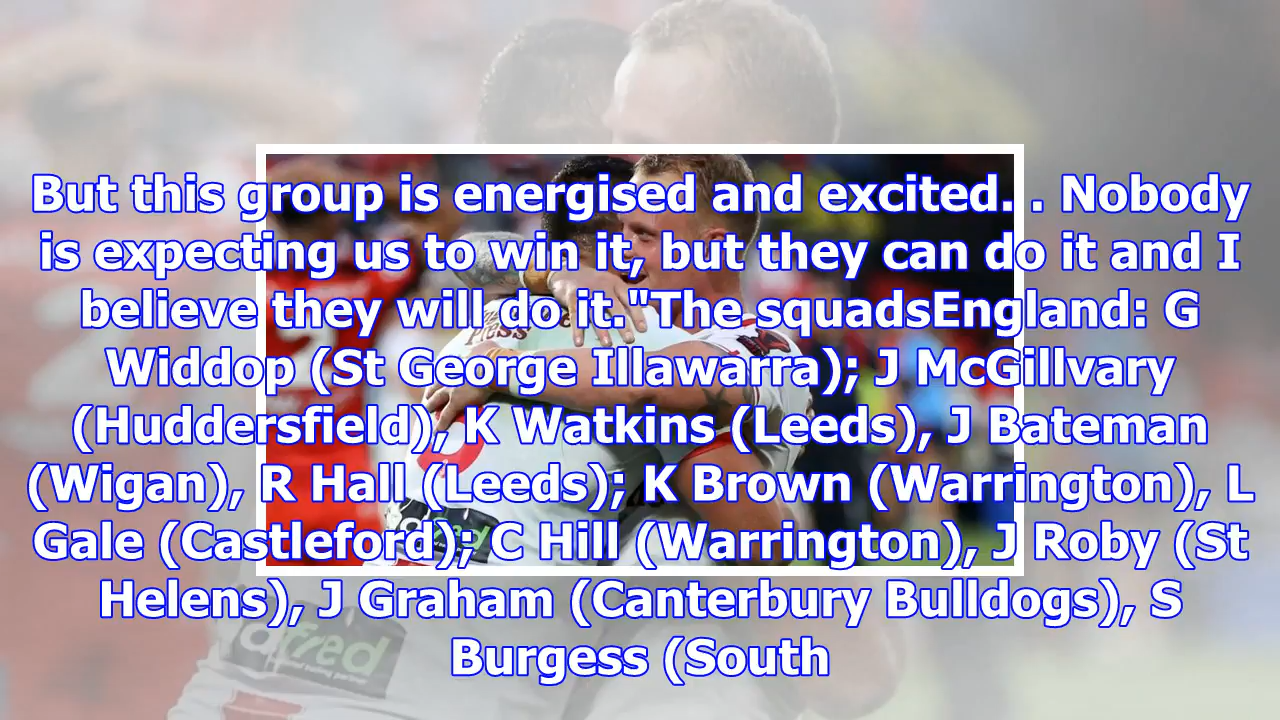 But this group is energised and excited. . Nobody
is expecting us to win it, but they can do it and I
believe they will do it."The squadsEngland: G
Widdop (St George Illawarra); J McGillvary
(Huddersfield), K Watkins (Leeds), J Bateman
(Wigan), R Hall (Leeds); K Brown (Warrington), L
Gale (Castleford); C Hill (Warrington), J Roby (St
Helens), J Graham (Canterbury Bulldogs), S
Burgess (South